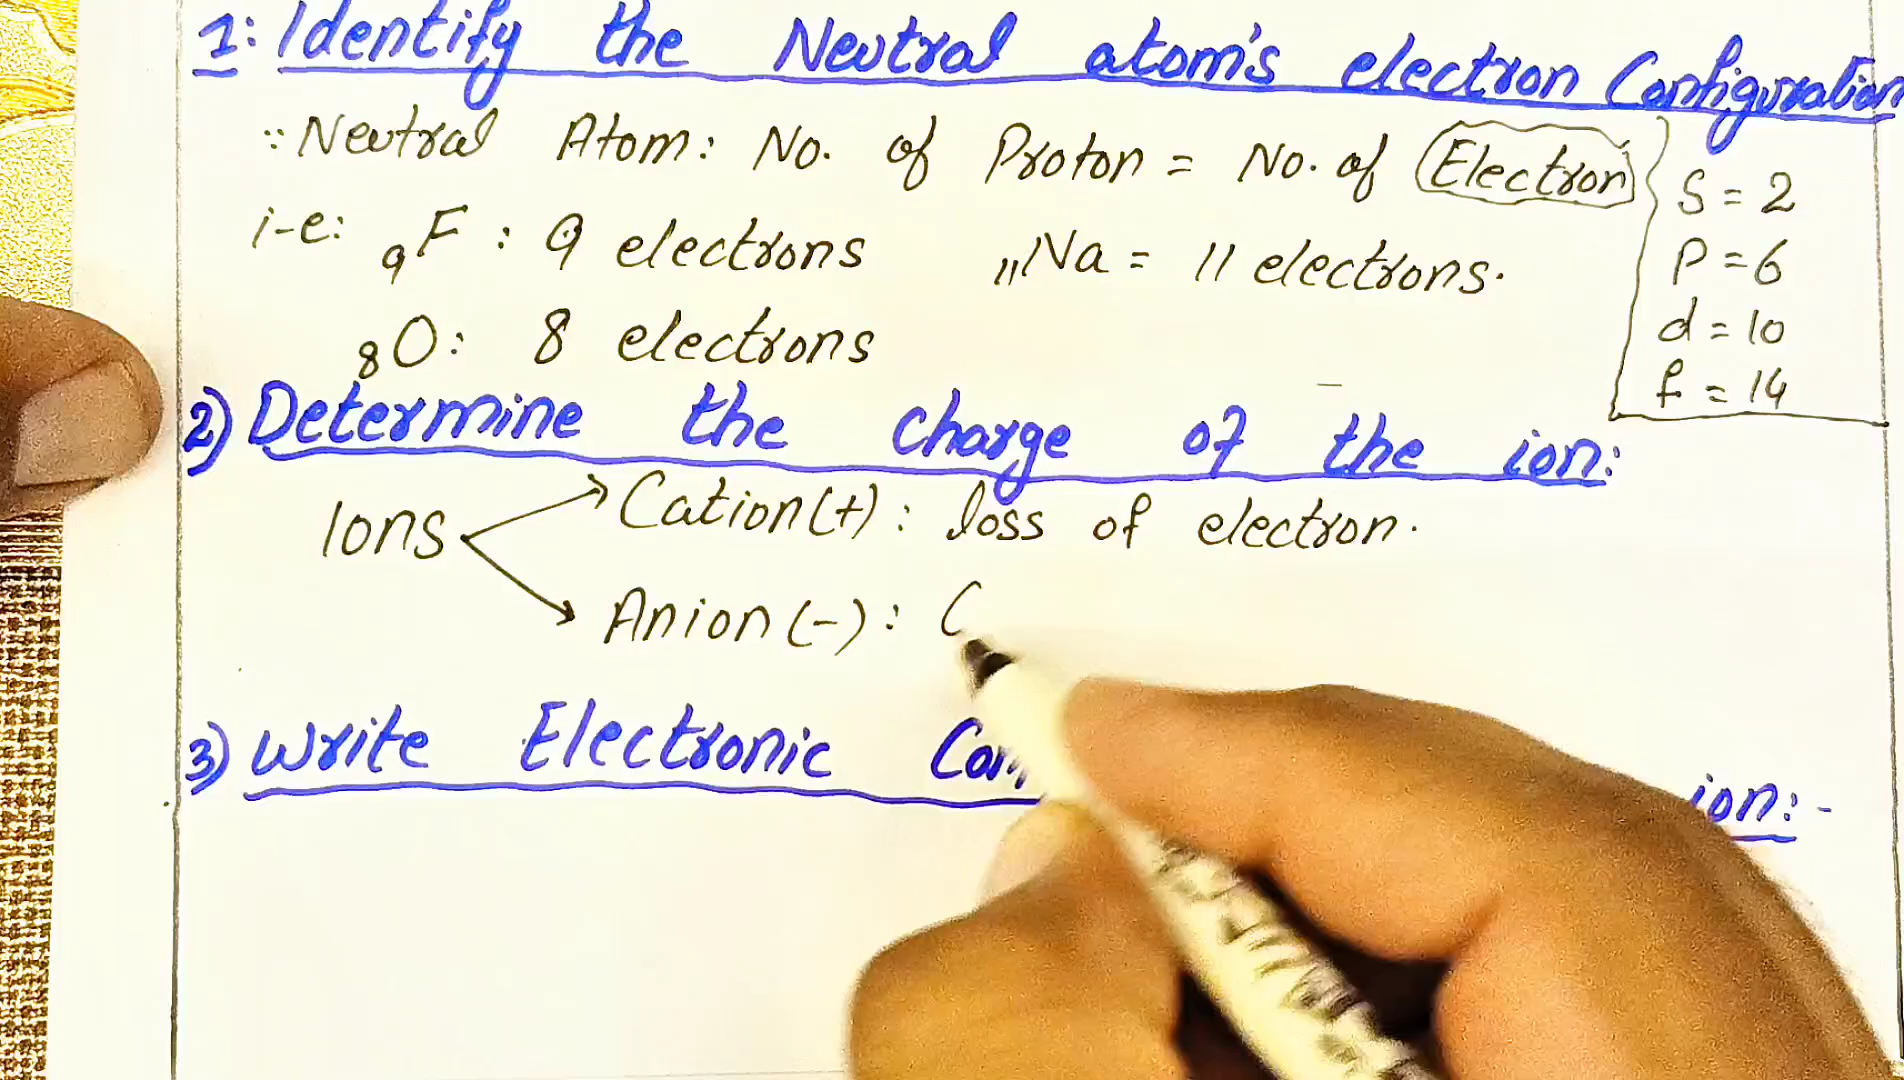 1: Identify the Neutral atom's electron Configuration
∵ Neutral Atom: No. of Proton = No. of Electron
i-e: ₉F : 9 electrons ₁₁Na = 11 electrons.
₈O: 8 electrons
S = 2
P = 6
d = 10
f = 14
2) Determine the charge of the ion:
Ions Cation (+) : loss of electron.
Anion (-) :
3) Write Electronic ion:-